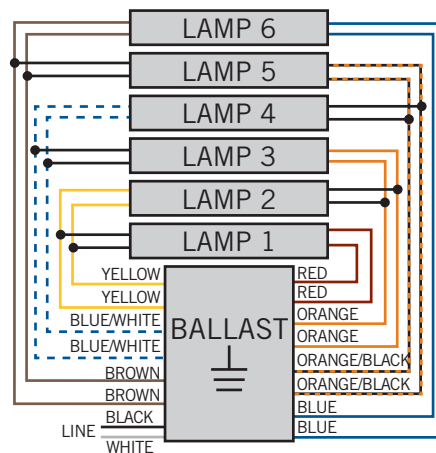 LAMP 6
LAMP 5
LAMP 4
LAMP 3
LAMP 2
LAMP 1
YELLOW
YELLOW
BLUE/WHITE
BLUE/WHITE
BROWN
BROWN
BLACK
LINE
WHITE
BALLAST
RED
RED
ORANGE
ORANGE
ORANGE/BLACK
ORANGE/BLACK
BLUE
BLUE